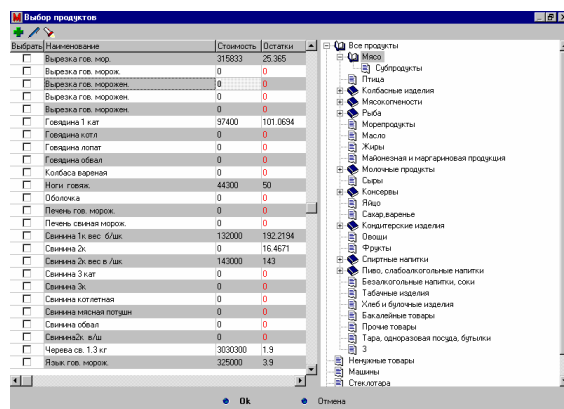 Выбор продуктов
Выбрать Наименование Стоимость Остатки
Вырезка гов. мор. 315833 25.365
Вырезка гов. морож. 0 0
Вырезка гов. морожен. 0 0
Вырезка гов. морожен. 0 0
Вырезка гов. морожен. 0 0
Говядина 1 кат 97400 101.0694
Говядина котл 0 0
Говядина лопат 0 0
Говядина обвал 0 0
Колбаса вареная 0 0
Ноги говяж. 44300 50
Оболочка 0 0
Печень гов. морож. 0 0
Печень свиная морож. 0 0
Свинина 1к вес б/шк 132000 192.2194
Свинина 2к 0 16.4671
Свинина 2к вес в /шк 143000 143
Свинина 3 кат 0 0
Свинина 3к 0 0
Свинина котлетная 0 0
Свинина мясная потушн 0 0
Свинина обвал 0 0
Свинина2к в/ш 0 0
Черева св. 1.3 кг 3030300 1.9
Язык гов. морож. 325000 3.9
Все продукты
Мясо
Субпродукты
Птица
Колбасные изделия
Мясокопчености
Рыба
Морепродукты
Масло
Жиры
Майонезная и маргариновая продукция
Молочные продукты
Сыры
Консервы
Яйцо
Сахар,варенье
Кондитерские изделия
Овощи
Фрукты
Спиртные напитки
Пиво, слабоалкогольные напитки
Безалкогольные напитки, соки
Табачные изделия
Хлеб и булочные изделия
Бакалейные товары
Прочие товары
Тара, одноразовая посуда, бутылки
3
Ненужные товары
Машины
Стеклотара
Ok Отмена